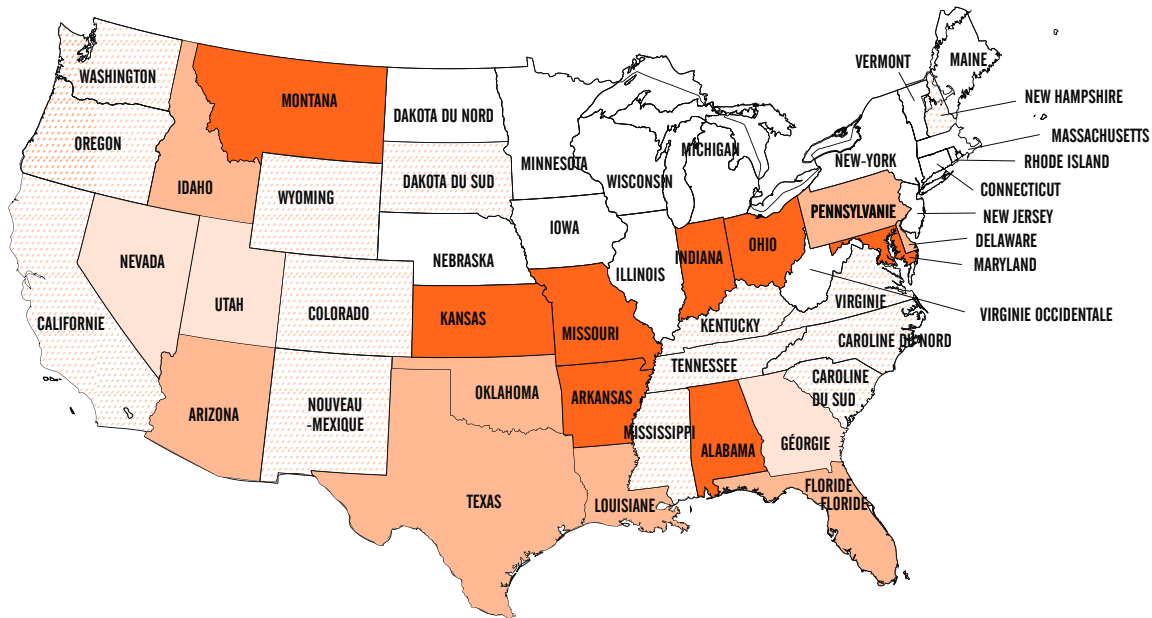 VERMONT
MAINE
WASHINGTON
MONTANA
NEW HAMPSHIRE
DAKOTA DU NORD
MASSACHUSETTS
OREGON
MICHIGAN
MINNESOTA
NEW-YORK
RHODE ISLAND
IDAHO
DAKOTA DU SUD
WISCONSIN
CONNECTICUT
WYOMING
PENNSYLVANIE
NEW JERSEY
IOWA
DELAWARE
NEVADA
NEBRASKA
ILLINOIS
INDIANA
OHIO
MARYLAND
UTAH
COLORADO
VIRGINIE
VIRGINIE OCCIDENTALE
CALIFORNIE
KANSAS
MISSOURI
KENTUCKY
CAROLINE DU NORD
TENNESSEE
CAROLINE
DU SUD
OKLAHOMA
ARKANSAS
ARIZONA
NOUVEAU
-MEXIQUE
MISSISSIPPI
ALABAMA
GÉORGIE
TEXAS
LOUISIANE
FLORIDE
FLORIDE